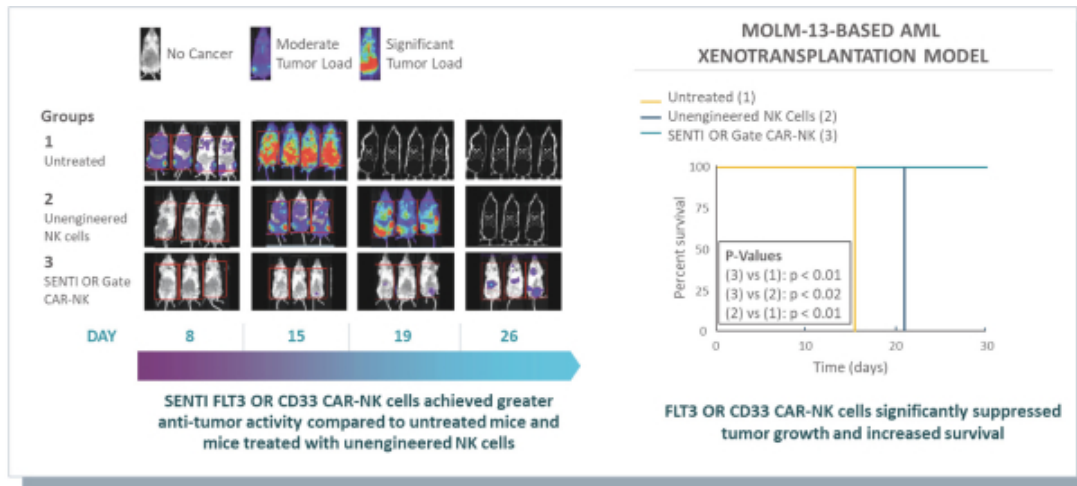 No Cancer
Moderate
Tumor Load
Significant
Tumor Load
Groups
1
Untreated
2
Unengineered
NK cells
3
SENTI OR Gate
CAR-NK
DAY 8 15 19 26
SENTI FLT3 OR CD33 CAR-NK cells achieved greater
anti-tumor activity compared to untreated mice and
mice treated with unengineered NK cells
MOLM-13-BASED AML
XENOTRANSPLANTATION MODEL
Untreated (1)
Unengineered NK Cells (2)
SENTI OR Gate CAR-NK (3)
Percent survival
100
75
50
25
0
P-Values
(3) vs (1): p < 0.01
(3) vs (2): p < 0.02
(2) vs (1): p < 0.01
0 10 20 30
Time (days)
FLT3 OR CD33 CAR-NK cells significantly suppressed
tumor growth and increased survival